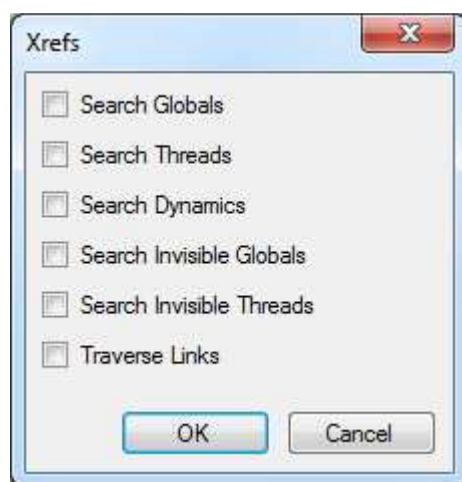 Xrefs
Search Globals
Search Threads
Search Dynamics
Search Invisible Globals
Search Invisible Threads
Traverse Links
OK Cancel